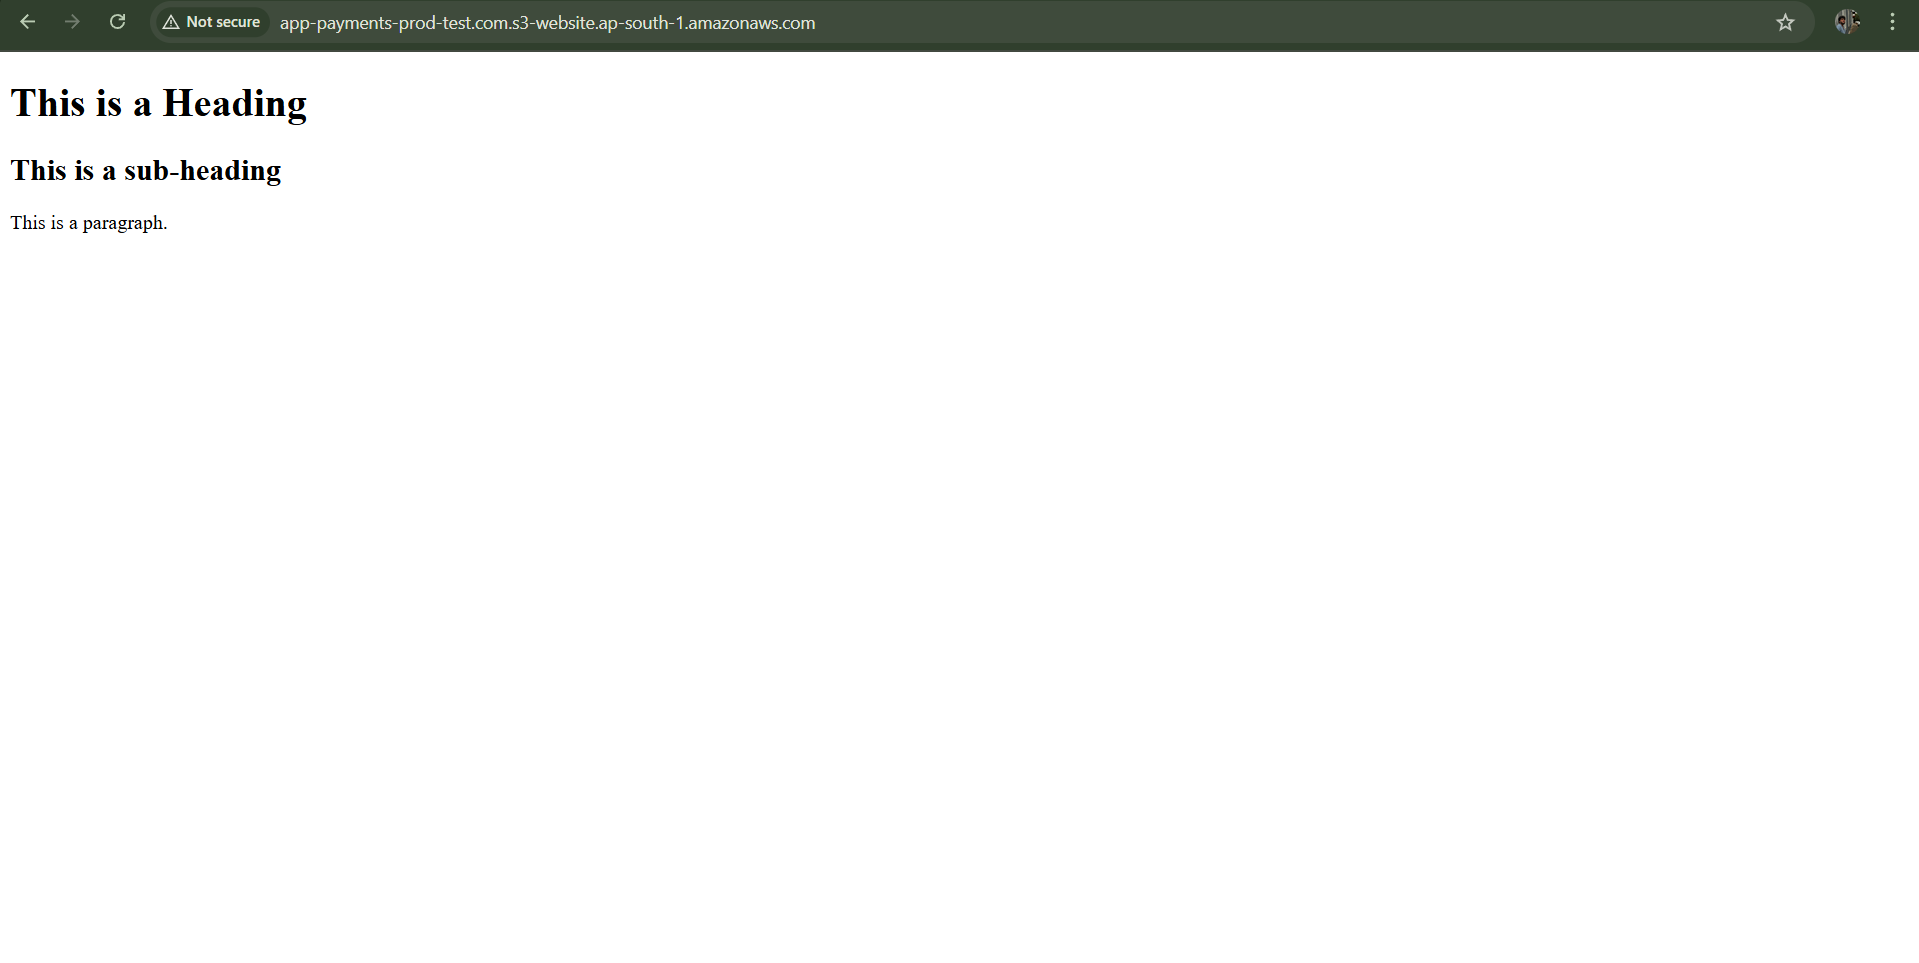 Not secure app-payments-prod-test.com.s3-website.ap-south-1.amazonaws.com
This is a Heading
This is a sub-heading
This is a paragraph.